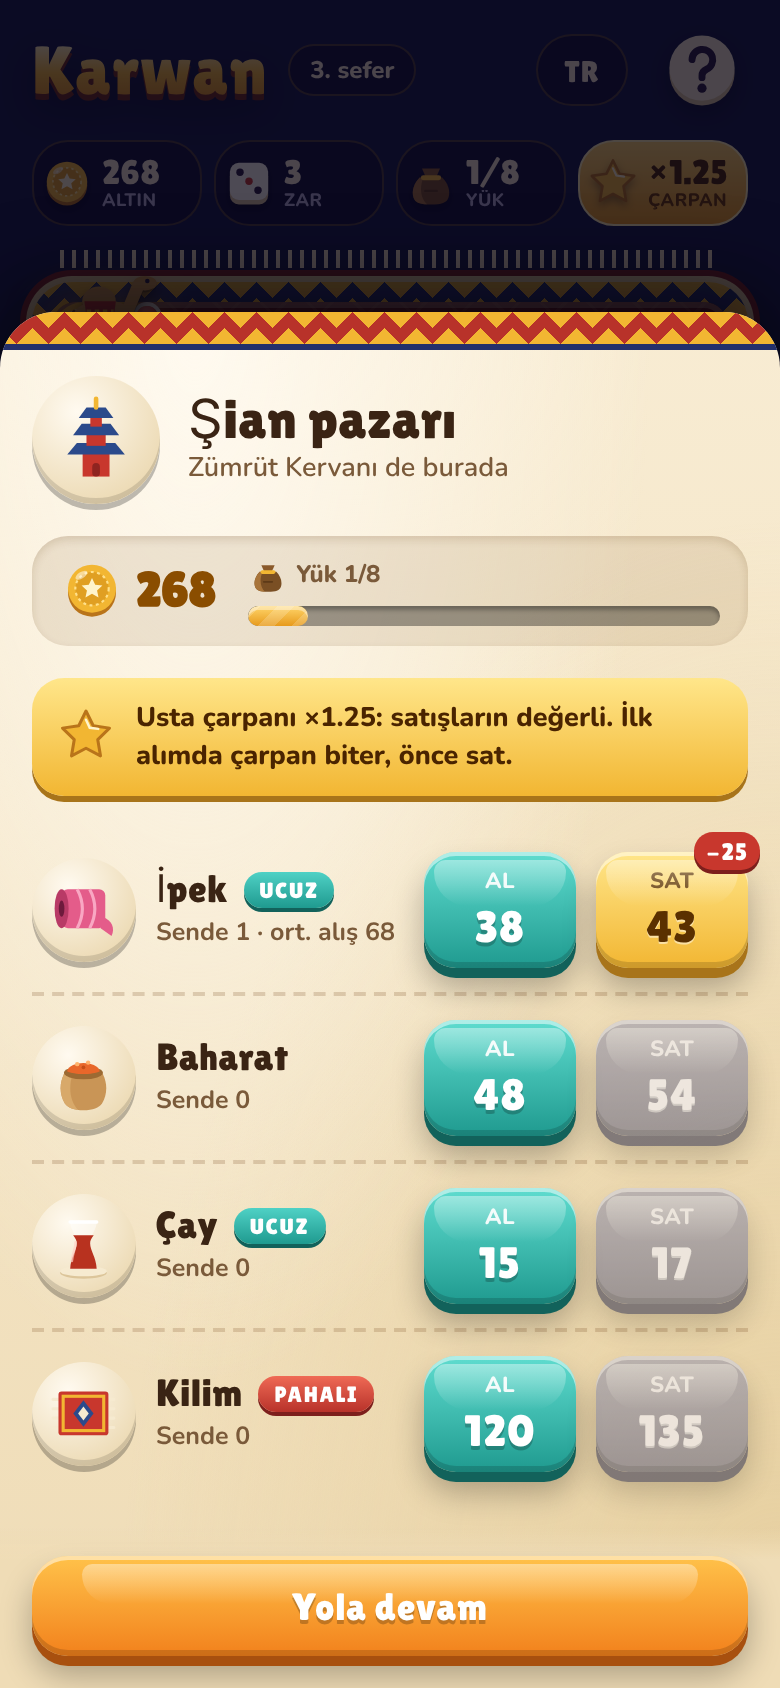 Karwan
3. sefer
TR
?
268
ALTIN
3
ZAR
1/8
YÜK
×1.25
ÇARPAN
Şian pazarı
Zümrüt Kervanı de burada
268
Yük 1/8
Usta çarpanı ×1.25: satışların değerli. İlk
alımda çarpan biter, önce sat.
İpek
UCUZ
Sende 1 · ort. alış 68
AL
38
SAT
43
−25
Baharat
Sende 0
AL
48
SAT
54
Çay
UCUZ
Sende 0
AL
15
SAT
17
Kilim
PAHALI
Sende 0
AL
120
SAT
135
Yola devam